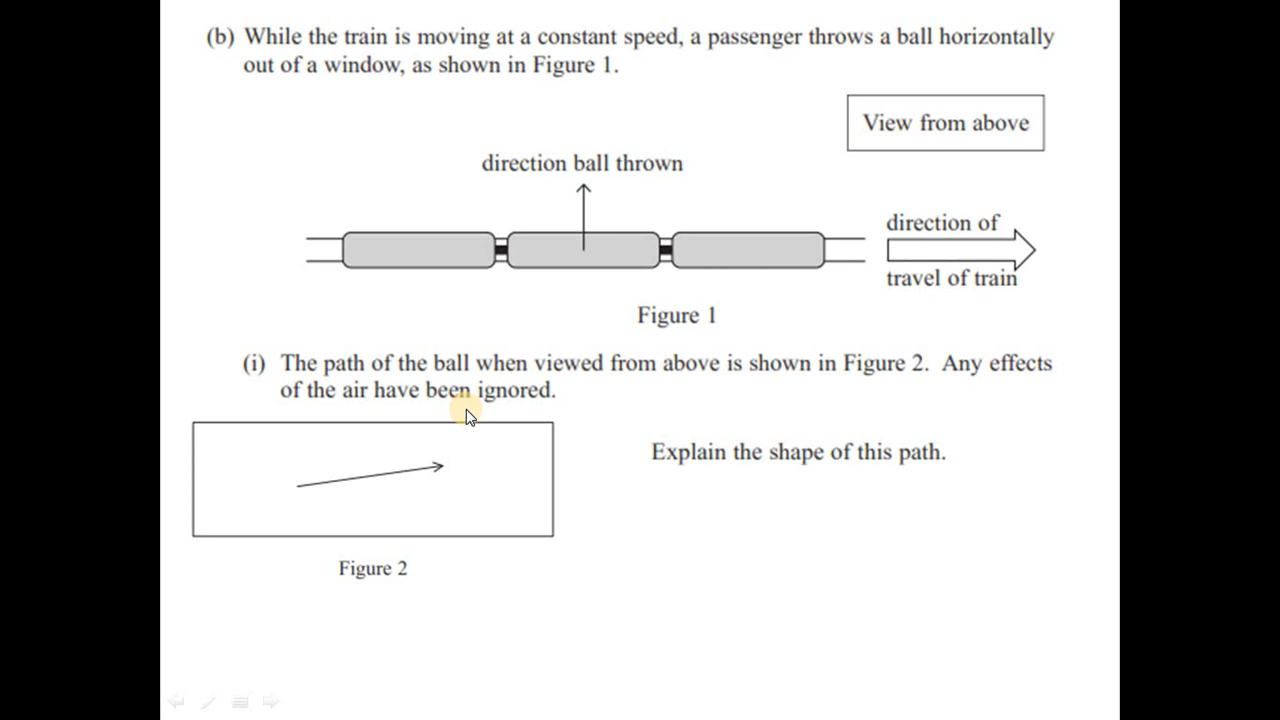 (b) While the train is moving at a constant speed, a passenger throws a ball horizontally
out of a window, as shown in Figure 1.
View from above
direction ball thrown
direction of
travel of train
Figure 1
(i) The path of the ball when viewed from above is shown in Figure 2. Any effects
of the air have been ignored.
Explain the shape of this path.
Figure 2